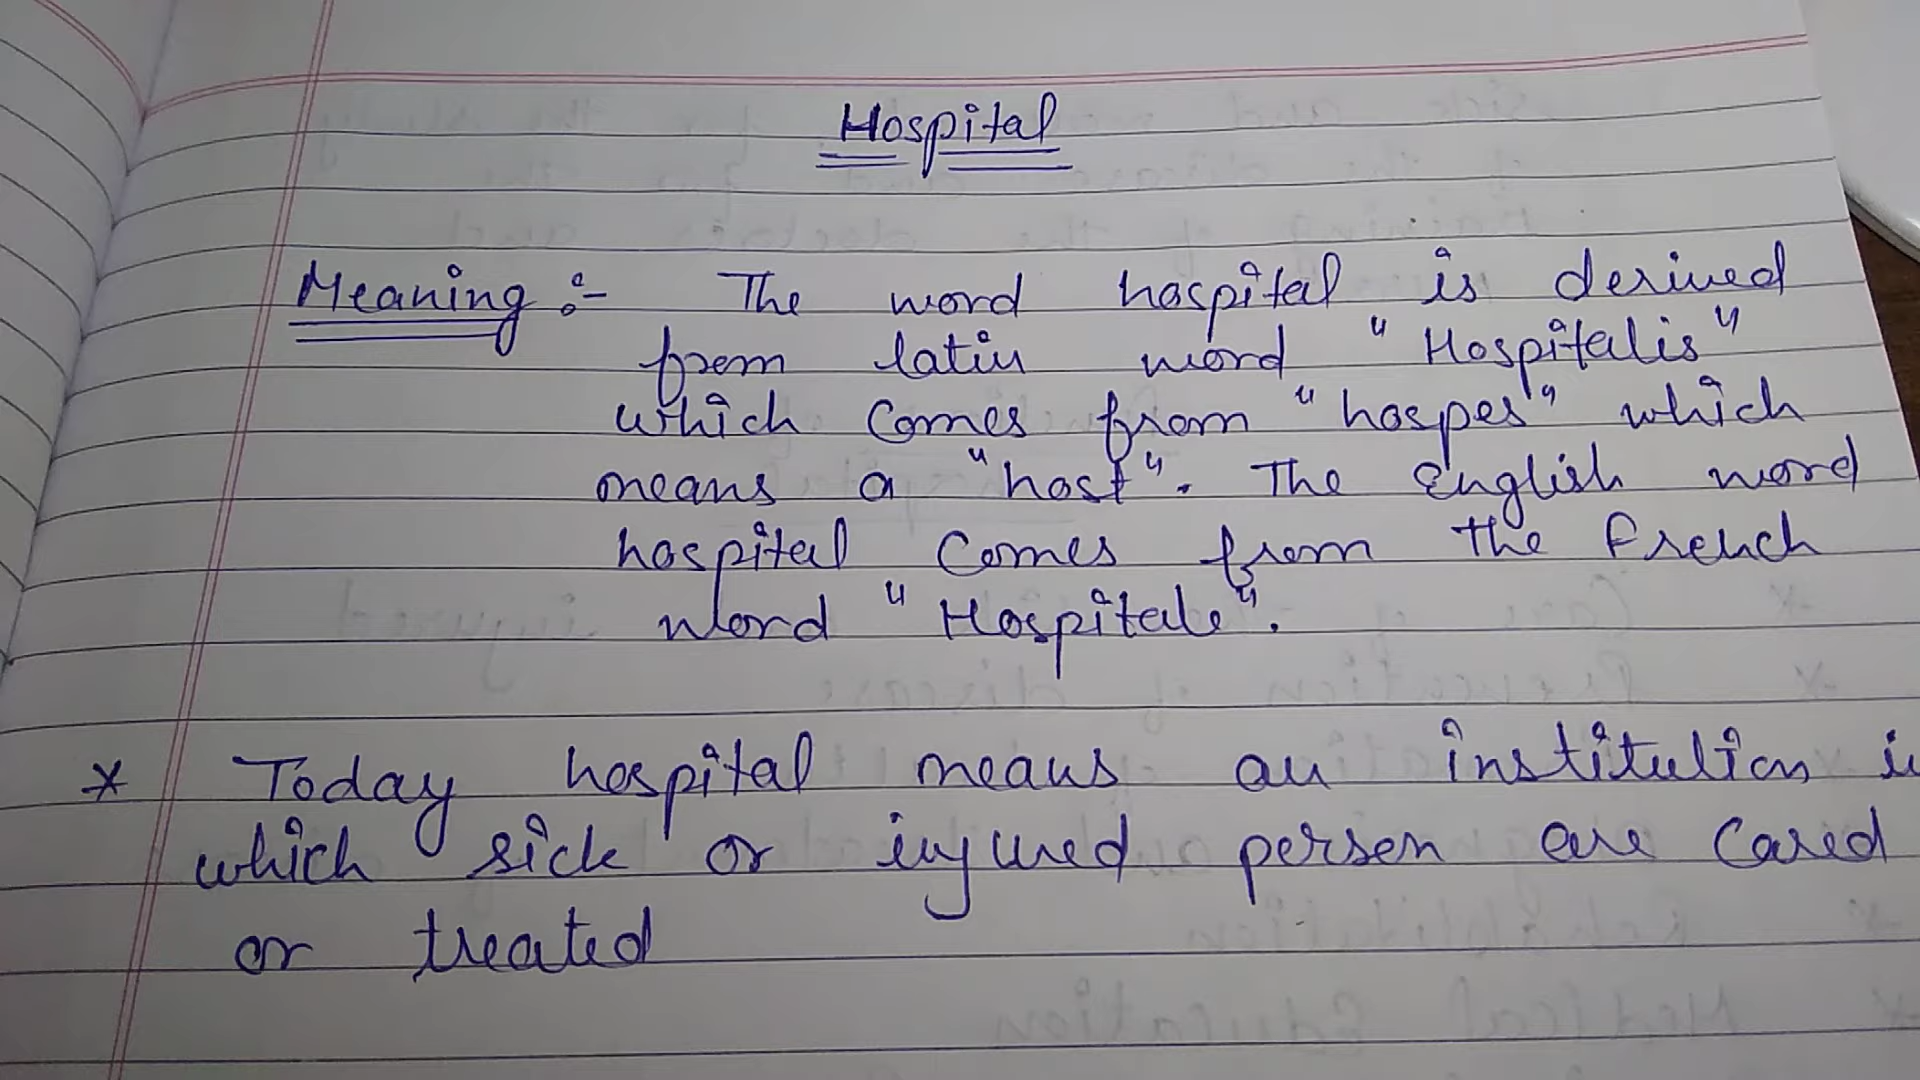 Hospital
Meaning :- The word hospital is derived
from latin word "Hospitalis"
which comes from "hospes" which
means a "host". The English word
hospital comes from the french
word "Hospitale".
* Today hospital means an institution in
which sick or injured person are cared
or treated